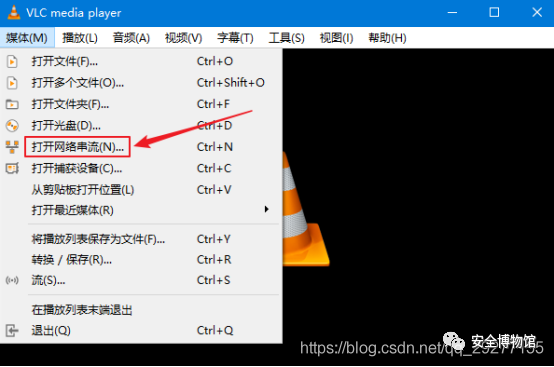 VLC media player
媒体(M) 播放(L) 音频(A) 视频(V) 字幕(T) 工具(S) 视图(I) 帮助(H)
打开文件(F)... Ctrl+O
打开多个文件(O)... Ctrl+Shift+O
打开文件夹(F)... Ctrl+F
打开光盘(D)... Ctrl+D
打开网络串流(N)... Ctrl+N
打开捕获设备(C)... Ctrl+C
从剪贴板打开位置(L) Ctrl+V
打开最近媒体(R)
将播放列表保存为文件(F)... Ctrl+Y
转换 / 保存(R)... Ctrl+R
流(S)... Ctrl+S
在播放列表末端退出
退出(Q) Ctrl+Q
安全博物馆
https://blog.csdn.net/qq_29277155